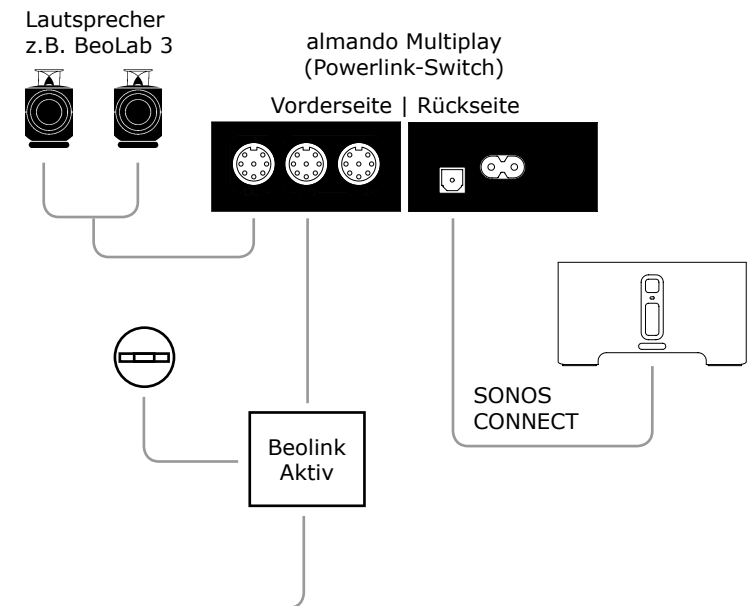 Lautsprecher
z.B. BeoLab 3
almando Multiplay
(Powerlink-Switch)
Vorderseite | Rückseite
SONOS
CONNECT
Beolink
Aktiv